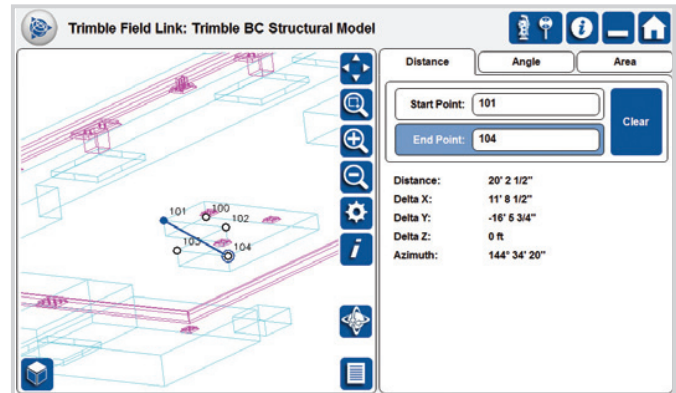 Trimble Field Link: Trimble BC Structural Model
Distance
Angle
Area
Start Point: 101
End Point: 104
Clear
Distance: 20' 2 1/2"
Delta X: 11' 8 1/2"
Delta Y: -16' 5 3/4"
Delta Z: 0 ft
Azimuth: 144° 34' 20"
101
100
102
103
104